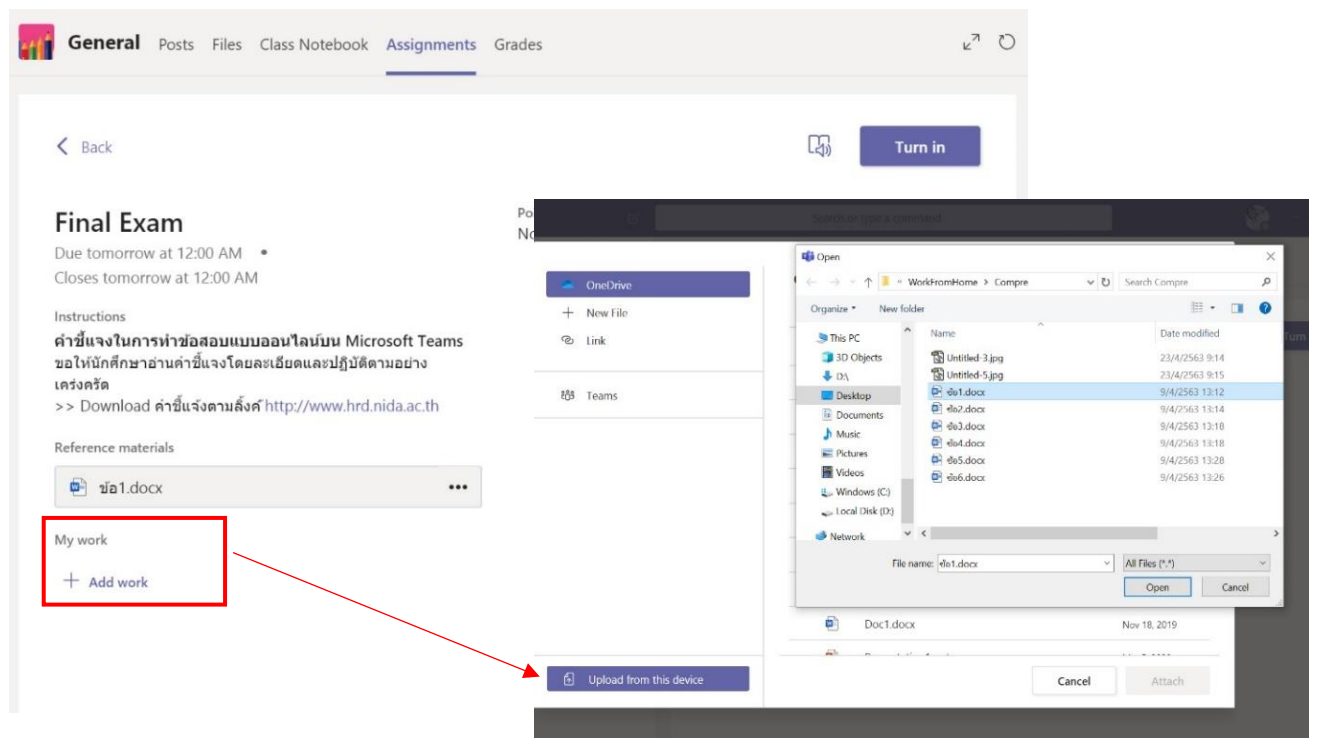 General Posts Files Class Notebook Assignments Grades
Back
Turn in
Final Exam
Due tomorrow at 12:00 AM •
Closes tomorrow at 12:00 AM
Instructions
คำชี้แจงในการทำข้อสอบแบบออนไลน์บน Microsoft Teams
ขอให้นักศึกษาอ่านคำชี้แจงโดยละเอียดและปฏิบัติตามอย่าง
เคร่งครัด
>> Download คำชี้แจ้งตามลิ้งค์ http://www.hrd.nida.ac.th
Reference materials
ข้อ1.docx
My work
+ Add work
Search or type a command
OneDrive
+ New File
Link
Teams
Upload from this device
Open
« WorkFromHome > Compre
Search Compre
Organize
New folder
This PC
3D Objects
D:\
Desktop
Documents
Music
Pictures
Videos
Windows (C:)
Local Disk (D:)
Network
Name Date modified
Untitled-3.jpg 23/4/2563 9:14
Untitled-5.jpg 23/4/2563 9:15
ข้อ1.docx 9/4/2563 13:12
ข้อ2.docx 9/4/2563 13:14
ข้อ3.docx 9/4/2563 13:18
ข้อ4.docx 9/4/2563 13:18
ข้อ5.docx 9/4/2563 13:28
ข้อ6.docx 9/4/2563 13:26
File name: ข้อ1.docx
All Files (*.*)
Open Cancel
Doc1.docx Nov 18, 2019
Cancel Attach